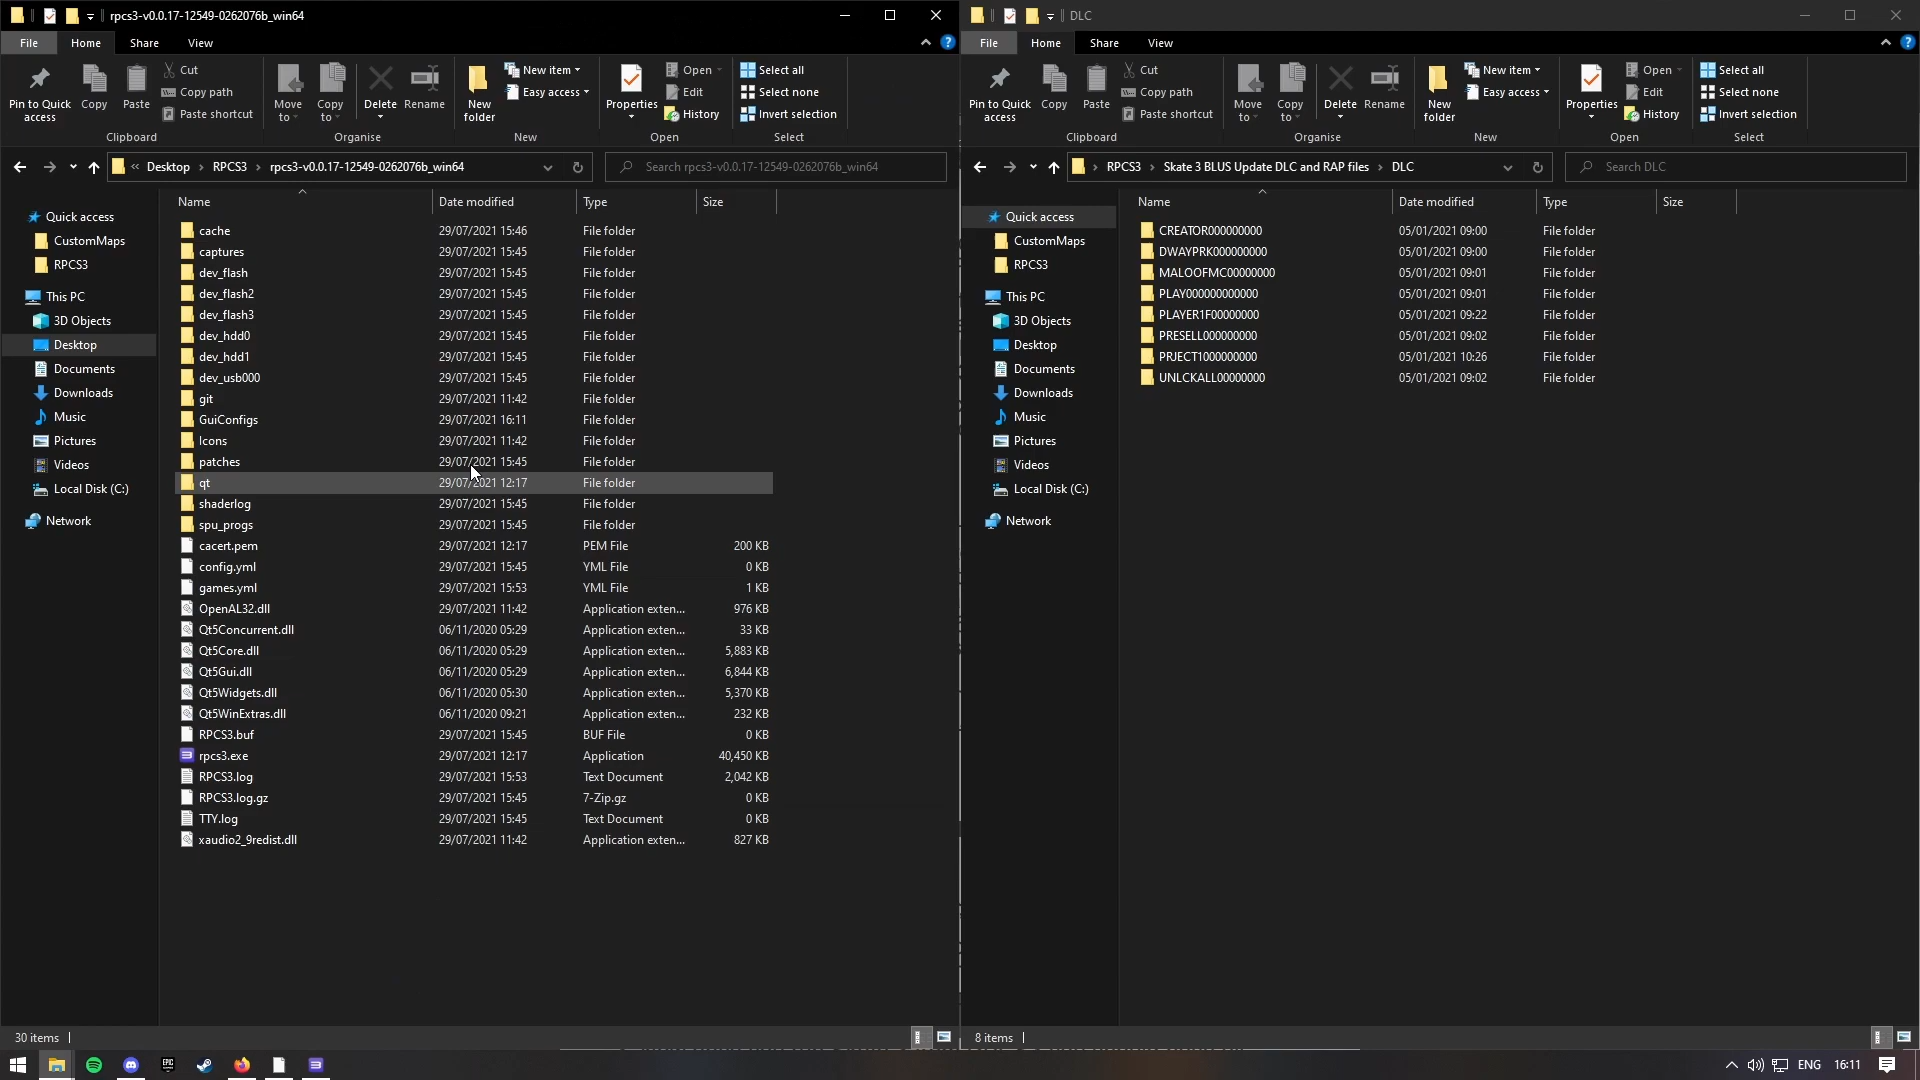 rpcs3-v0.0.17-12549-0262076b_win64
File Home Share View
Pin to Quick access
Copy
Paste
Cut
Copy path
Paste shortcut
Clipboard
Move to
Copy to
Delete
Rename
Organise
New folder
New item
Easy access
New
Properties
Open
Edit
History
Open
Select all
Select none
Invert selection
Select
« Desktop › RPCS3 › rpcs3-v0.0.17-12549-0262076b_win64
Search rpcs3-v0.0.17-12549-0262076b_win64
Quick access
CustomMaps
RPCS3
This PC
3D Objects
Desktop
Documents
Downloads
Music
Pictures
Videos
Local Disk (C:)
Network
Name Date modified Type Size
cache 29/07/2021 15:46 File folder
captures 29/07/2021 15:45 File folder
dev_flash 29/07/2021 15:45 File folder
dev_flash2 29/07/2021 15:45 File folder
dev_flash3 29/07/2021 15:45 File folder
dev_hdd0 29/07/2021 15:45 File folder
dev_hdd1 29/07/2021 15:45 File folder
dev_usb000 29/07/2021 15:45 File folder
git 29/07/2021 11:42 File folder
GuiConfigs 29/07/2021 16:11 File folder
Icons 29/07/2021 11:42 File folder
patches 29/07/2021 15:45 File folder
qt 29/07/2021 12:17 File folder
shaderlog 29/07/2021 15:45 File folder
spu_progs 29/07/2021 15:45 File folder
cacert.pem 29/07/2021 12:17 PEM File 200 KB
config.yml 29/07/2021 15:45 YML File 0 KB
games.yml 29/07/2021 15:53 YML File 1 KB
OpenAL32.dll 29/07/2021 11:42 Application exten... 976 KB
Qt5Concurrent.dll 06/11/2020 05:29 Application exten... 33 KB
Qt5Core.dll 06/11/2020 05:29 Application exten... 5,883 KB
Qt5Gui.dll 06/11/2020 05:29 Application exten... 6,844 KB
Qt5Widgets.dll 06/11/2020 05:30 Application exten... 5,370 KB
Qt5WinExtras.dll 06/11/2020 09:21 Application exten... 232 KB
RPCS3.buf 29/07/2021 15:45 BUF File 0 KB
rpcs3.exe 29/07/2021 12:17 Application 40,450 KB
RPCS3.log 29/07/2021 15:53 Text Document 2,042 KB
RPCS3.log.gz 29/07/2021 15:45 7-Zip.gz 0 KB
TTY.log 29/07/2021 15:45 Text Document 0 KB
xaudio2_9redist.dll 29/07/2021 11:42 Application exten... 827 KB
30 items
DLC
File Home Share View
Pin to Quick access
Copy
Paste
Cut
Copy path
Paste shortcut
Clipboard
Move to
Copy to
Delete
Rename
Organise
New folder
New item
Easy access
New
Properties
Open
Edit
History
Open
Select all
Select none
Invert selection
Select
› RPCS3 › Skate 3 BLUS Update DLC and RAP files › DLC
Search DLC
Quick access
CustomMaps
RPCS3
This PC
3D Objects
Desktop
Documents
Downloads
Music
Pictures
Videos
Local Disk (C:)
Network
Name Date modified Type Size
CREATOR000000000 05/01/2021 09:00 File folder
DWAYPRK000000000 05/01/2021 09:00 File folder
MALOOFMC00000000 05/01/2021 09:01 File folder
PLAY000000000000 05/01/2021 09:01 File folder
PLAYER1F00000000 05/01/2021 09:22 File folder
PRESELL000000000 05/01/2021 09:02 File folder
PRJECT1000000000 05/01/2021 10:26 File folder
UNLCKALL00000000 05/01/2021 09:02 File folder
8 items
EPIC
ENG 16:11